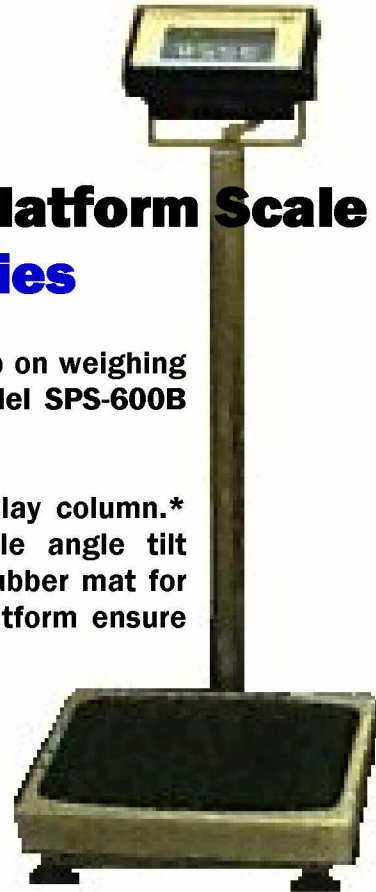 latform Scale
ies
o on weighing
del SPS-600B
lay column.*
le angle tilt
ubber mat for
tform ensure